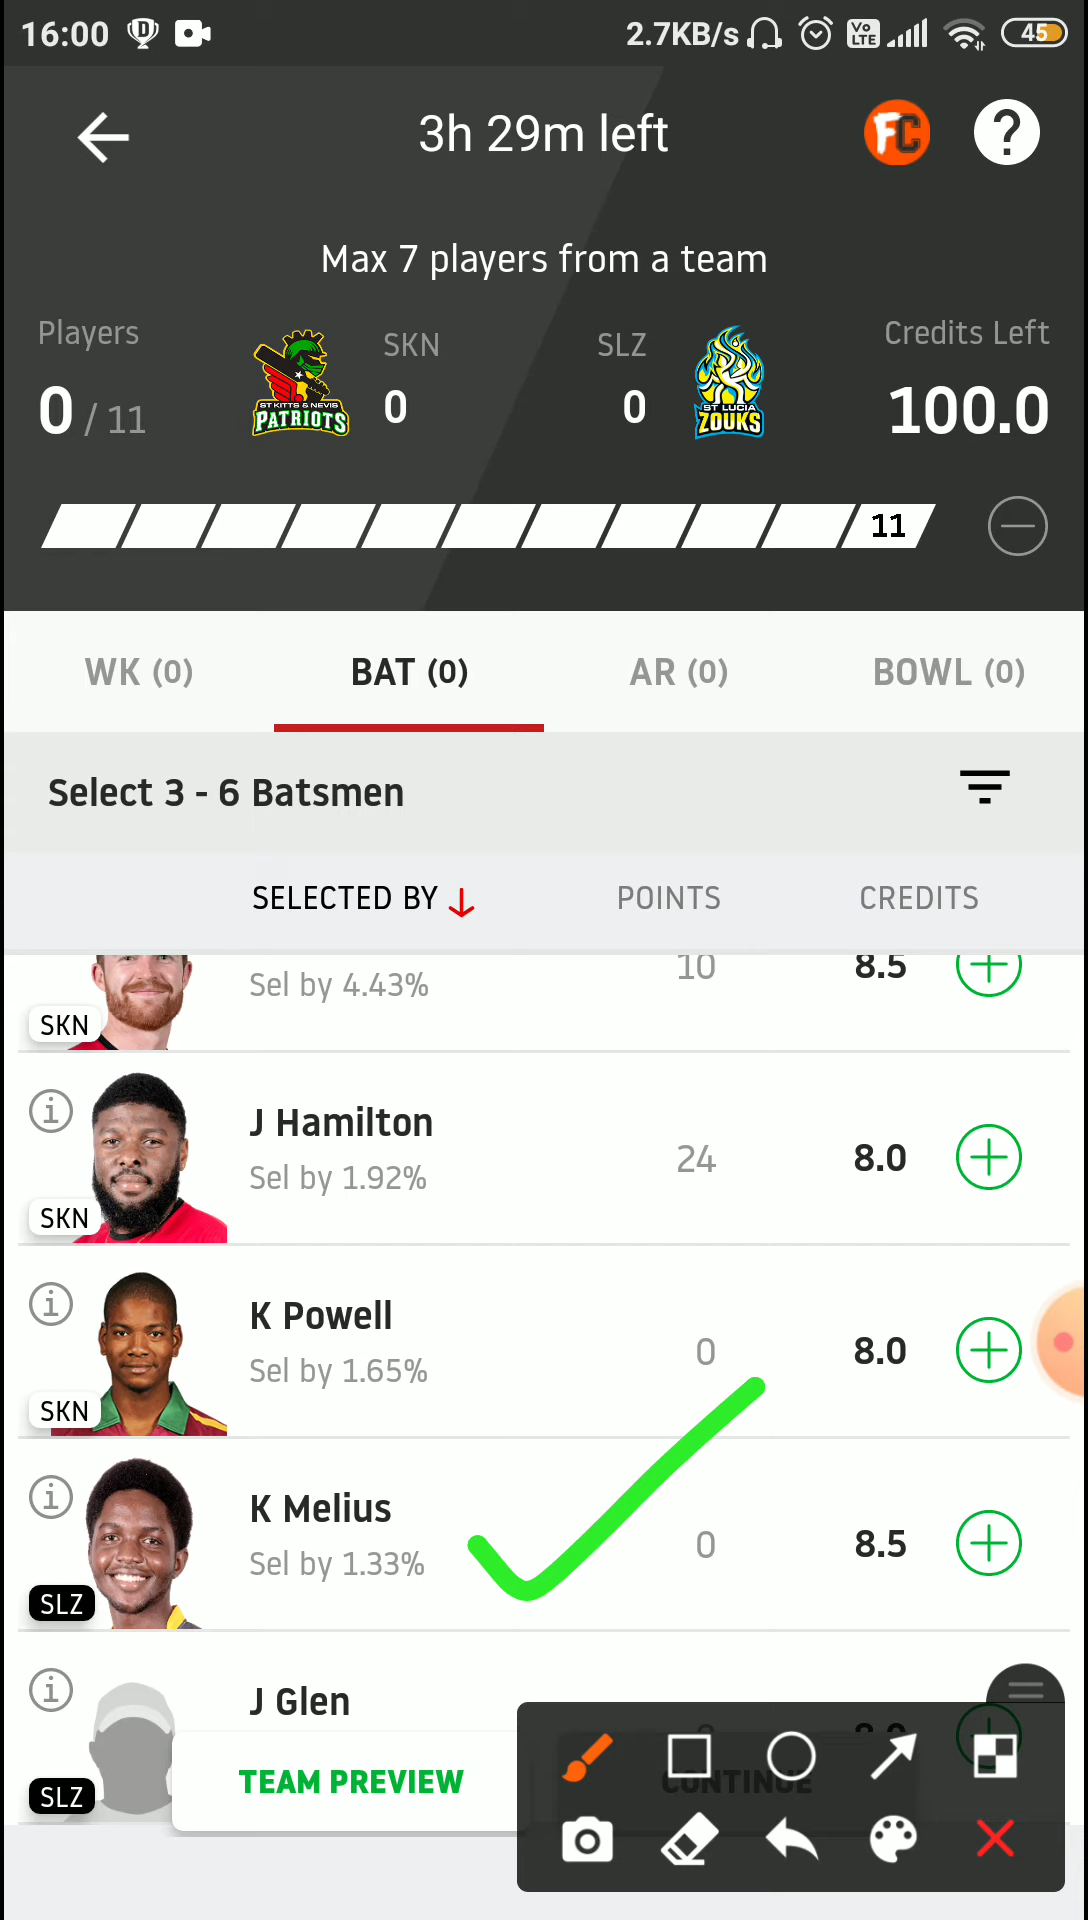 16:00 D 2.7KB/s Vo LTE 45
3h 29m left FC ?
Max 7 players from a team
Players SKN SLZ Credits Left
0 / 11 0 0 100.0
ST KITTS & NEVIS PATRIOTS
ST LUCIA ZOUKS
11
WK (0) BAT (0) AR (0) BOWL (0)
Select 3 - 6 Batsmen
SELECTED BY POINTS CREDITS
Sel by 4.43% 10 8.5
SKN
J Hamilton
Sel by 1.92% 24 8.0
SKN
K Powell
Sel by 1.65% 0 8.0
SKN
K Melius
Sel by 1.33% 0 8.5
SLZ
J Glen
TEAM PREVIEW CONTINUE
SLZ